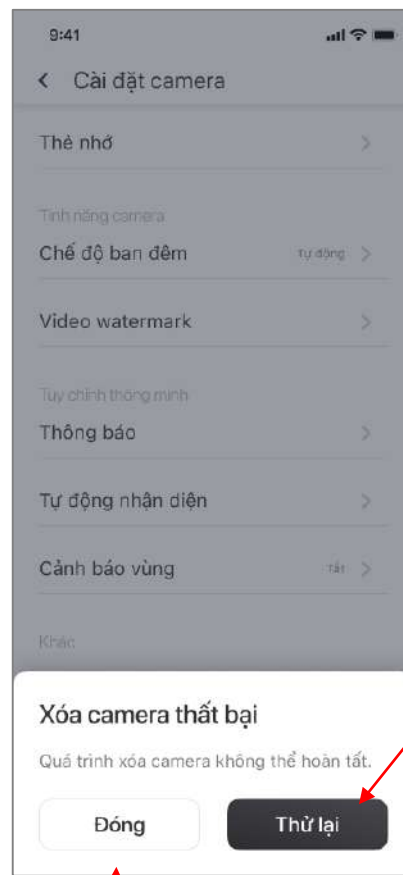 9:41
Cài đặt camera
Thẻ nhớ
Tính năng camera
Chế độ ban đêm
Tự động
Video watermark
Tuy chỉnh thông minh
Thông báo
Tự động nhận diện
Cảnh báo vùng
Tắt
Khác
Xóa camera thất bại
Quá trình xóa camera không thể hoàn tất.
Đóng
Thử lại